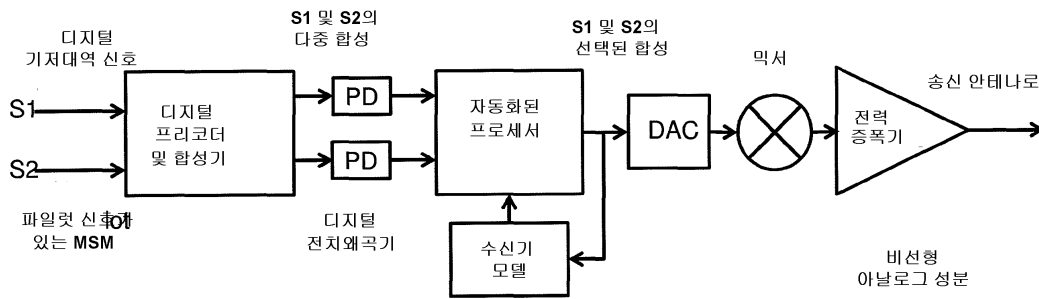 디지털
기저대역 신호
S1 및 S2의
다중 합성
S1 및 S2의
선택된 합성
믹서
송신 안테나로
S1
S2
디지털
프리코더
및 합성기
PD
PD
자동화된
프로세서
DAC
전력
증폭기
파일럿 신호가
lot
있는 MSM
디지털
전치왜곡기
수신기
모델
비선형
아날로그 성분